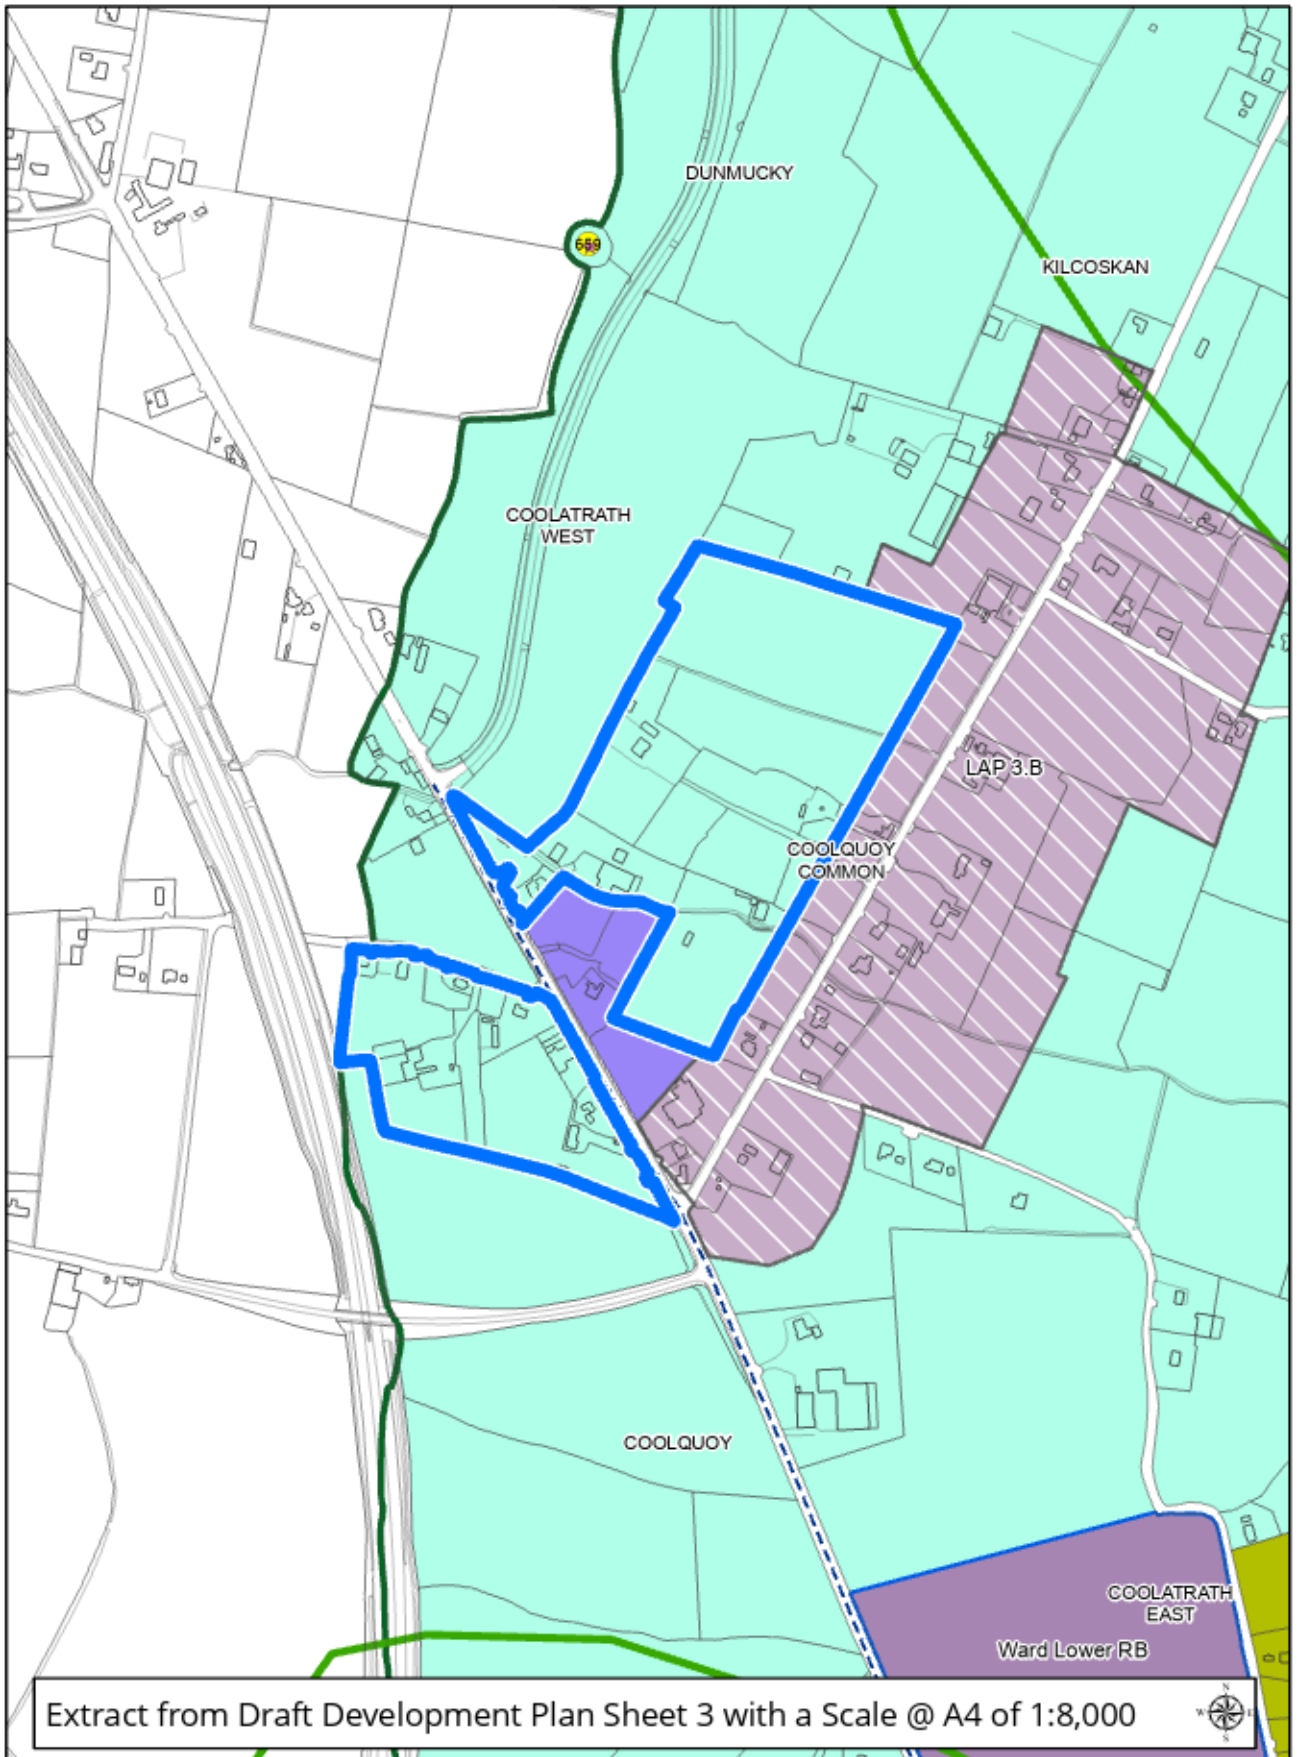 DUNMUCKY
659
KILCOSKAN
COOLATRATH
WEST
LAP 3.B
COOLQUOY
COMMON
COOLQUOY
COOLATRATH
EAST
Ward Lower RB
Extract from Draft Development Plan Sheet 3 with a Scale @ A4 of 1:8,000
N
W E
S